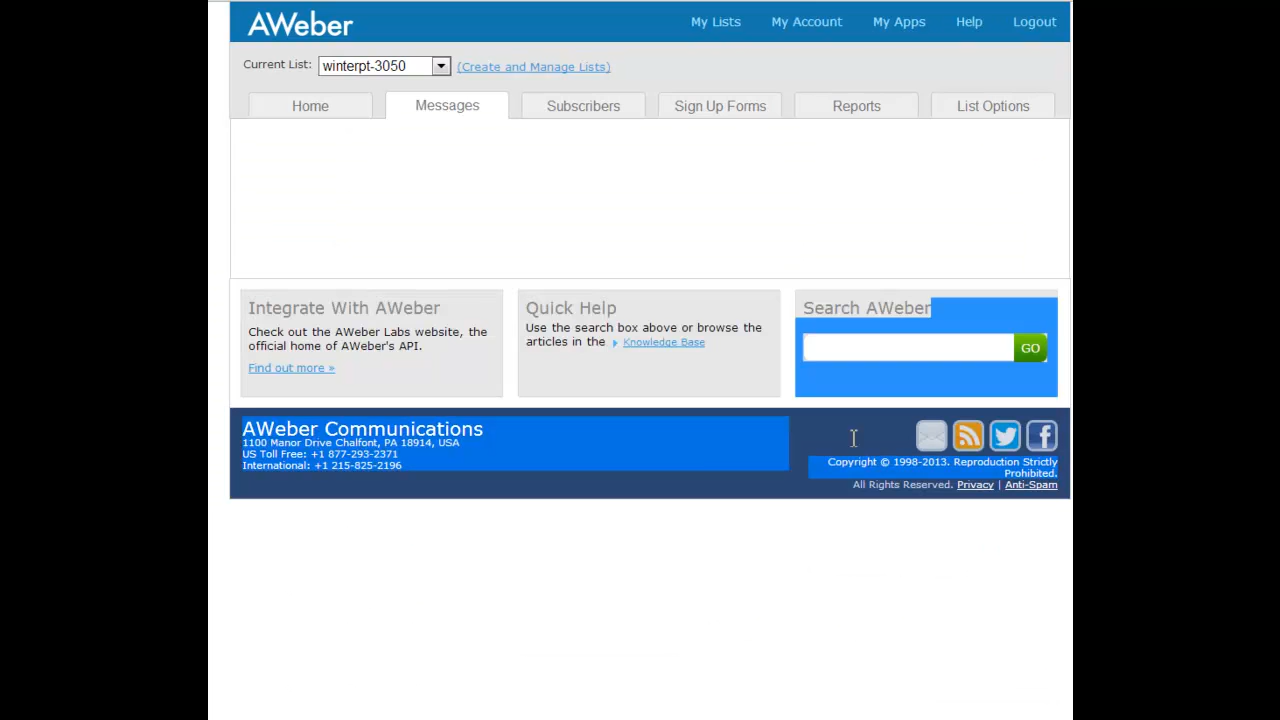 AWeber
My Lists My Account My Apps Help Logout
Current List: winterpt-3050 (Create and Manage Lists)
Home Messages Subscribers Sign Up Forms Reports List Options
Integrate With AWeber
Check out the AWeber Labs website, the
official home of AWeber's API.
Find out more »
Quick Help
Use the search box above or browse the
articles in the Knowledge Base
Search AWeber
GO
AWeber Communications
1100 Manor Drive Chalfont, PA 18914, USA
US Toll Free: +1 877-293-2371
International: +1 215-825-2196
Copyright © 1998-2013. Reproduction Strictly
Prohibited.
All Rights Reserved. Privacy | Anti-Spam